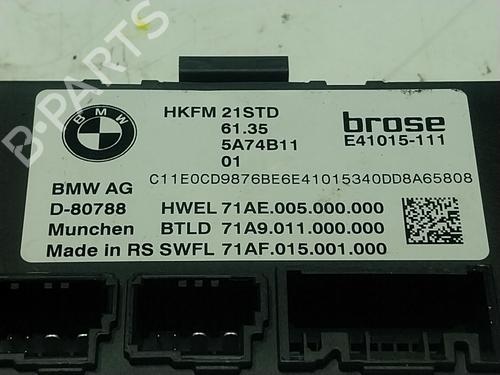 BMW
HKFM 21STD
61.35
5A74B11
01
brose
E41015-111
C11E0CD9876BE6E41015340DD8A65808
BMW AG
D-80788
Munchen
Made in RS
HWEL 71AE.005.000.000
BTLD 71A9.011.000.000
SWFL 71AF.015.001.000
B-PARTS